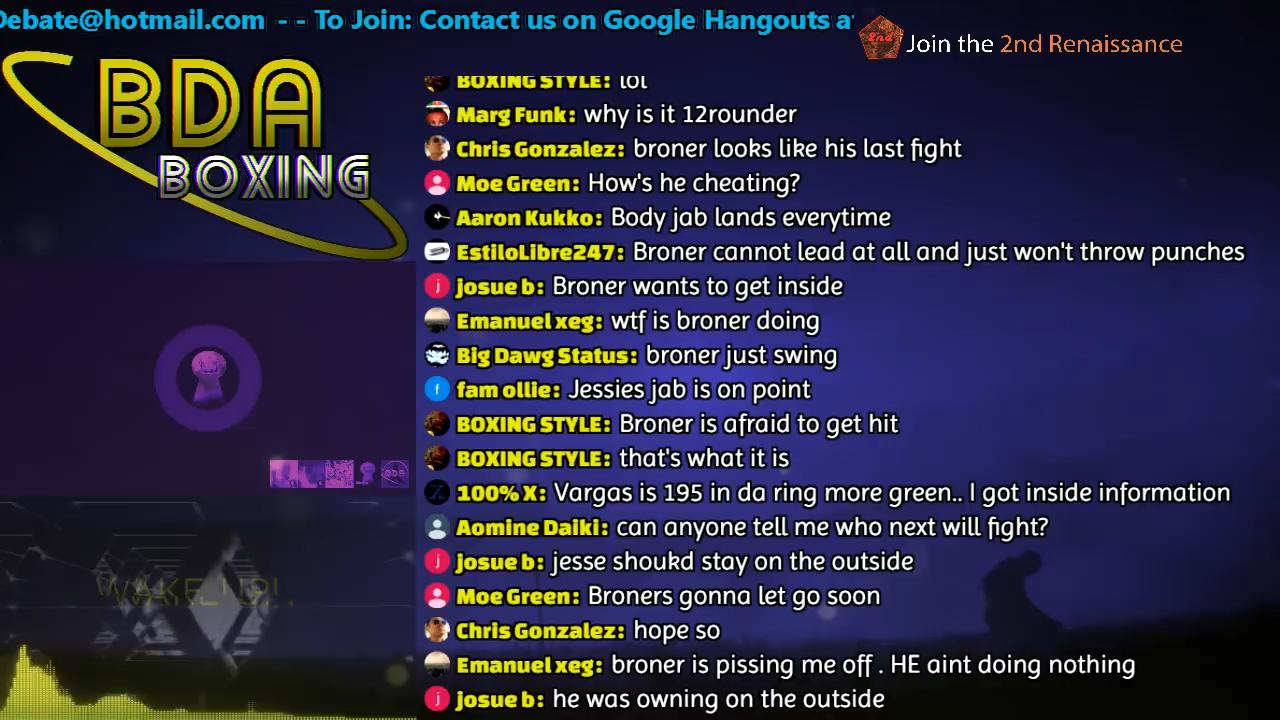 Debate@hotmail.com - - To Join: Contact us on Google Hangouts a
2nd
Join the 2nd Renaissance
BDA
BOXING
BOXING STYLE: lol
Marg Funk: why is it 12rounder
Chris Gonzalez: broner looks like his last fight
Moe Green: How's he cheating?
Aaron Kukko: Body jab lands everytime
EstiloLibre247: Broner cannot lead at all and just won't throw punches
josue b: Broner wants to get inside
Emanuel xeg: wtf is broner doing
Big Dawg Status: broner just swing
fam ollie: Jessies jab is on point
BOXING STYLE: Broner is afraid to get hit
BOXING STYLE: that's what it is
100% X: Vargas is 195 in da ring more green.. I got inside information
Aomine Daiki: can anyone tell me who next will fight?
josue b: jesse shoukd stay on the outside
Moe Green: Broners gonna let go soon
Chris Gonzalez: hope so
Emanuel xeg: broner is pissing me off . HE aint doing nothing
josue b: he was owning on the outside
WAKE UP!